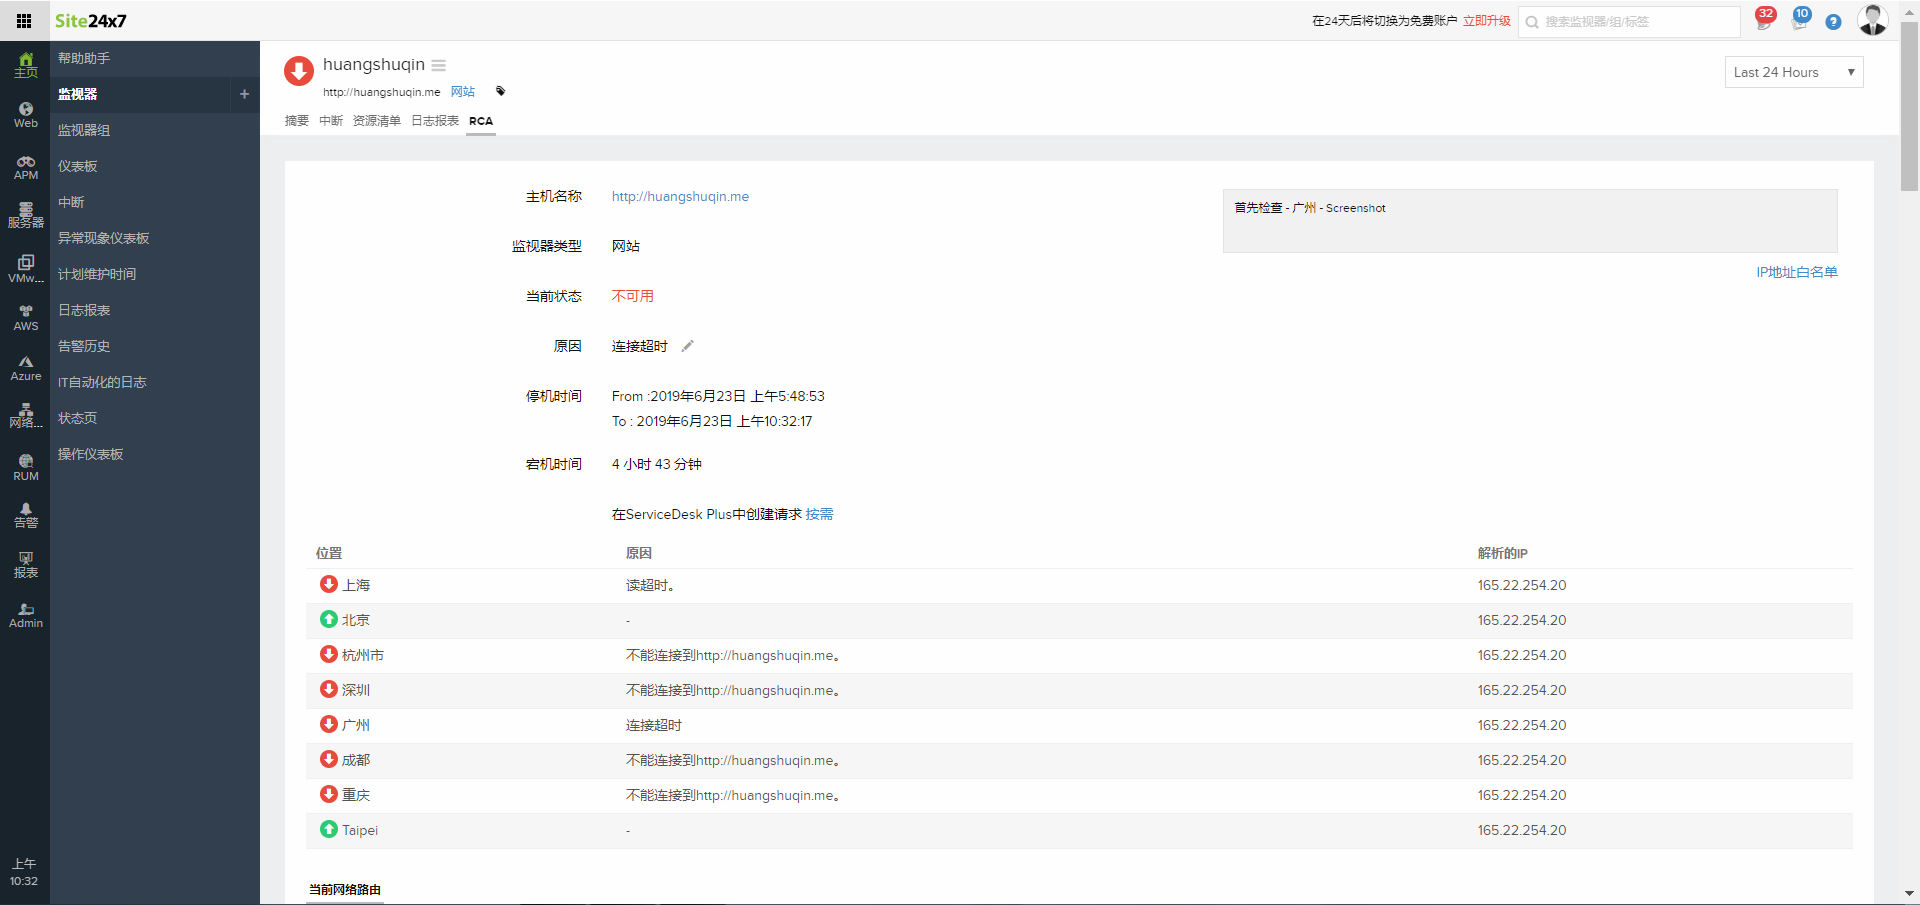 Site24x7
在24天后将切换为免费账户 立即升级
搜索监视器/组/标签
32
10
?
主页
Web
APM
服务器
VMw...
AWS
Azure
网络...
RUM
告警
报表
Admin
上午
10:32
帮助助手
监视器 +
监视器组
仪表板
中断
异常现象仪表板
计划维护时间
日志报表
告警历史
IT自动化的日志
状态页
操作仪表板
huangshuqin
http://huangshuqin.me 网站
Last 24 Hours
摘要 中断 资源清单 日志报表 RCA
主机名称 http://huangshuqin.me
监视器类型 网站
当前状态 不可用
原因 连接超时
停机时间 From :2019年6月23日 上午5:48:53
To : 2019年6月23日 上午10:32:17
宕机时间 4 小时 43 分钟
在ServiceDesk Plus中创建请求 按需
首先检查 - 广州 - Screenshot
IP地址白名单
位置 原因 解析的IP
上海 读超时。 165.22.254.20
北京 - 165.22.254.20
杭州市 不能连接到http://huangshuqin.me。 165.22.254.20
深圳 不能连接到http://huangshuqin.me。 165.22.254.20
广州 连接超时 165.22.254.20
成都 不能连接到http://huangshuqin.me。 165.22.254.20
重庆 不能连接到http://huangshuqin.me。 165.22.254.20
Taipei - 165.22.254.20
当前网络路由